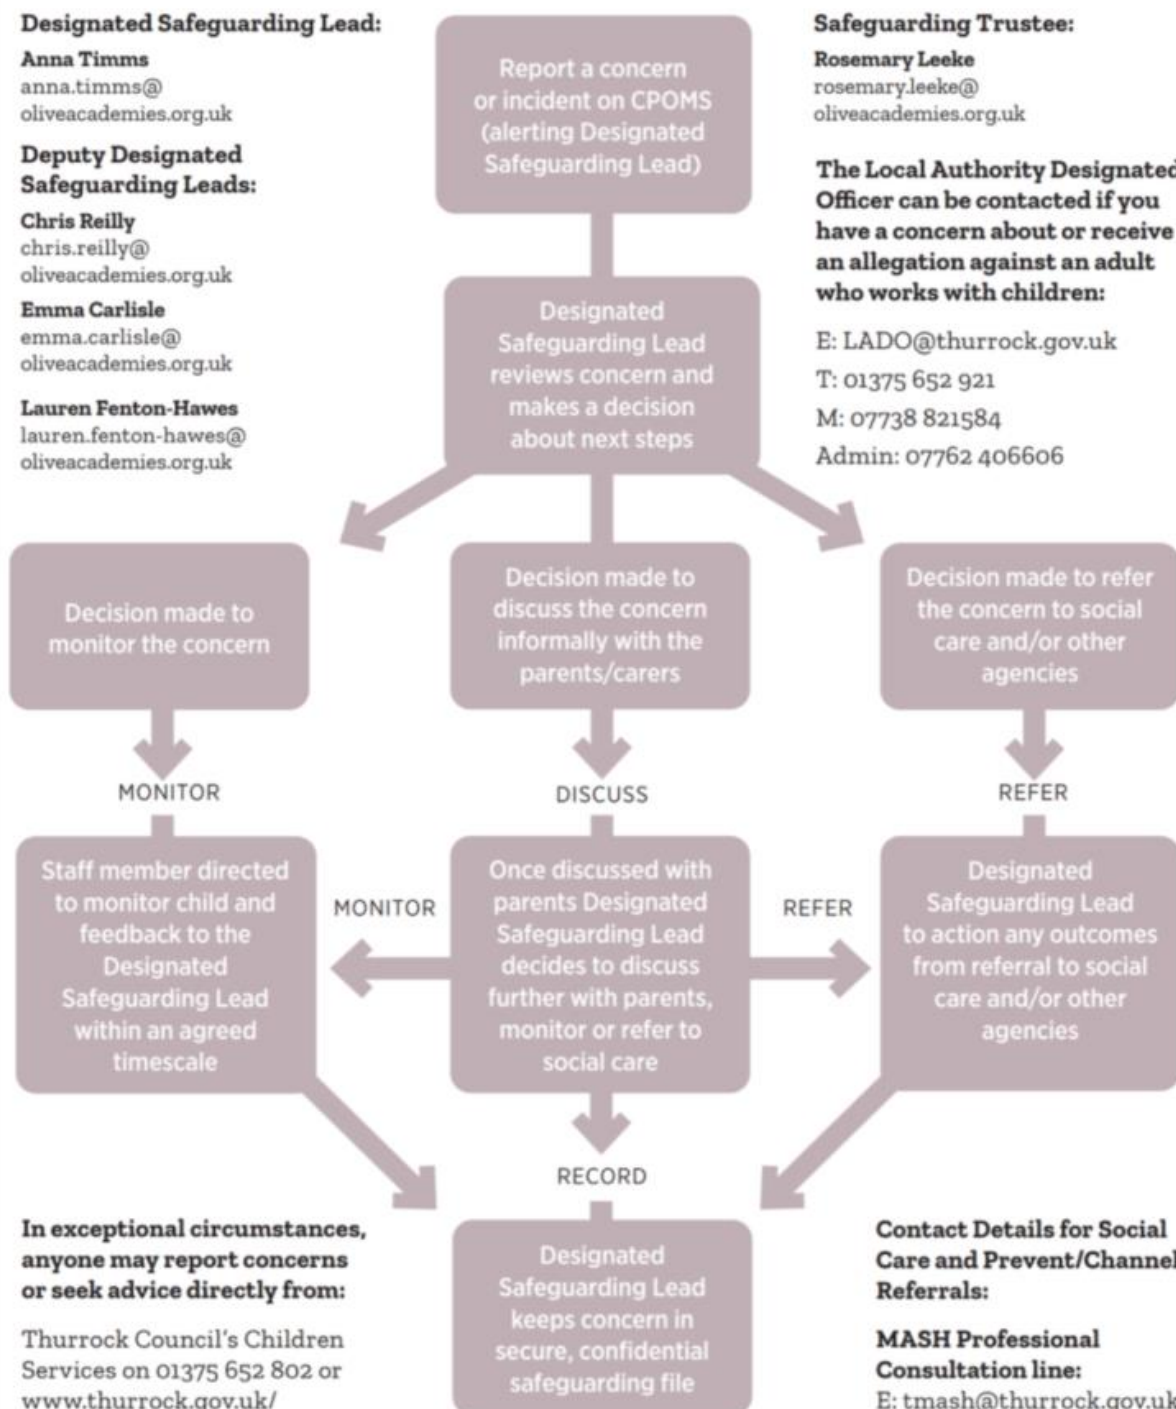 Designated Safeguarding Lead:
Anna Timms
anna.timms@
oliveacademies.org.uk
Deputy Designated
Safeguarding Leads:
Chris Reilly
chris.reilly@
oliveacademies.org.uk
Emma Carlisle
emma.carlisle@
oliveacademies.org.uk
Lauren Fenton-Hawes
lauren.fenton-hawes@
oliveacademies.org.uk
Report a concern
or incident on CPOMS
(alerting Designated
Safeguarding Lead)
Safeguarding Trustee:
Rosemary Leeke
rosemary.leeke@
oliveacademies.org.uk
The Local Authority Designated
Officer can be contacted if you
have a concern about or receive
an allegation against an adult
who works with children:
E: LADO@thurrock.gov.uk
T: 01375 652 921
M: 07738 821584
Admin: 07762 406606
Designated
Safeguarding Lead
reviews concern and
makes a decision
about next steps
Decision made to
monitor the concern
Decision made to
discuss the concern
informally with the
parents/carers
Decision made to refer
the concern to social
care and/or other
agencies
MONITOR
DISCUSS
REFER
Staff member directed
to monitor child and
feedback to the
Designated
Safeguarding Lead
within an agreed
timescale
MONITOR
Once discussed with
parents Designated
Safeguarding Lead
decides to discuss
further with parents,
monitor or refer to
social care
REFER
Designated
Safeguarding Lead
to action any outcomes
from referral to social
care and/or other
agencies
RECORD
Designated
Safeguarding Lead
keeps concern in
secure, confidential
safeguarding file
In exceptional circumstances,
anyone may report concerns
or seek advice directly from:
Thurrock Council's Children
Services on 01375 652 802 or
www.thurrock.gov.uk/
Contact Details for Social
Care and Prevent/Channel
Referrals:
MASH Professional
Consultation line:
E: tmash@thurrock.gov.uk